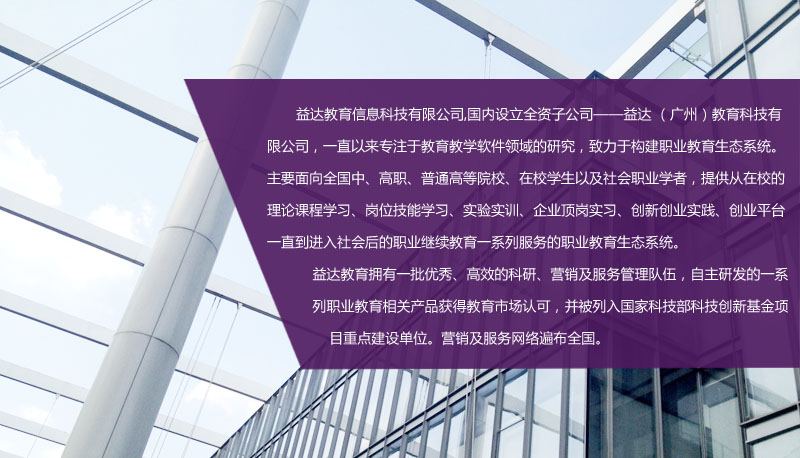 益达教育信息科技有限公司,国内设立全资子公司——益达（广州）教育科技有
限公司，一直以来专注于教育教学软件领域的研究，致力于构建职业教育生态系统。
主要面向全国中、高职、普通高等院校、在校学生以及社会职业学者，提供从在校的
理论课程学习、岗位技能学习、实验实训、企业顶岗实习、创新创业实践、创业平台
一直到进入社会后的职业继续教育一系列服务的职业教育生态系统。
益达教育拥有一批优秀、高效的科研、营销及服务管理队伍，自主研发的一系
列职业教育相关产品获得教育市场认可，并被列入国家科技部科技创新基金项
目重点建设单位。营销及服务网络遍布全国。